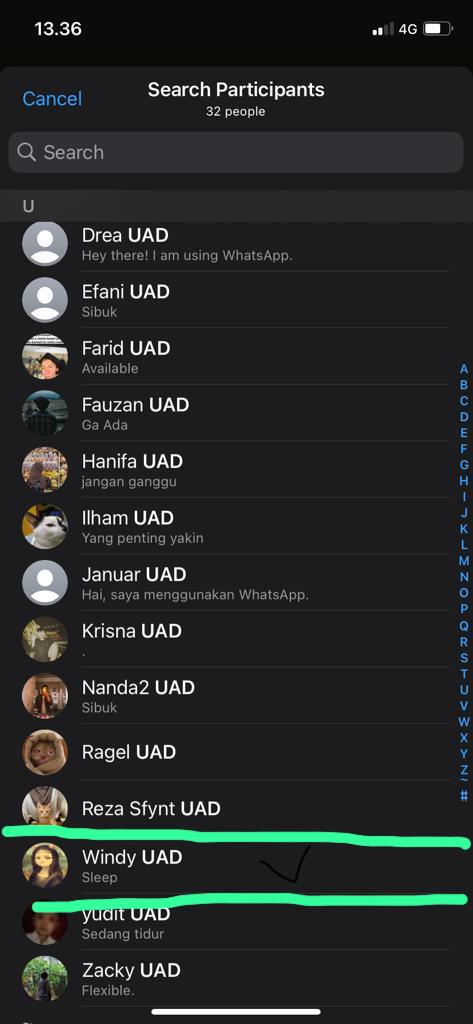 13.36
4G
Cancel
Search Participants
32 people
Search
U
Drea UAD
Hey there! I am using WhatsApp.
Efani UAD
Sibuk
Farid UAD
Available
Fauzan UAD
Ga Ada
Hanifa UAD
jangan ganggu
Ilham UAD
Yang penting yakin
Januar UAD
Hai, saya menggunakan WhatsApp.
Krisna UAD
.
Nanda2 UAD
Sibuk
Ragel UAD
Reza Sfynt UAD
Windy UAD
Sleep
yudit UAD
Sedang tidur
Zacky UAD
Flexible.
A
B
C
D
E
F
G
H
I
J
K
L
M
N
O
P
Q
R
S
T
U
V
W
X
Y
Z
~
#